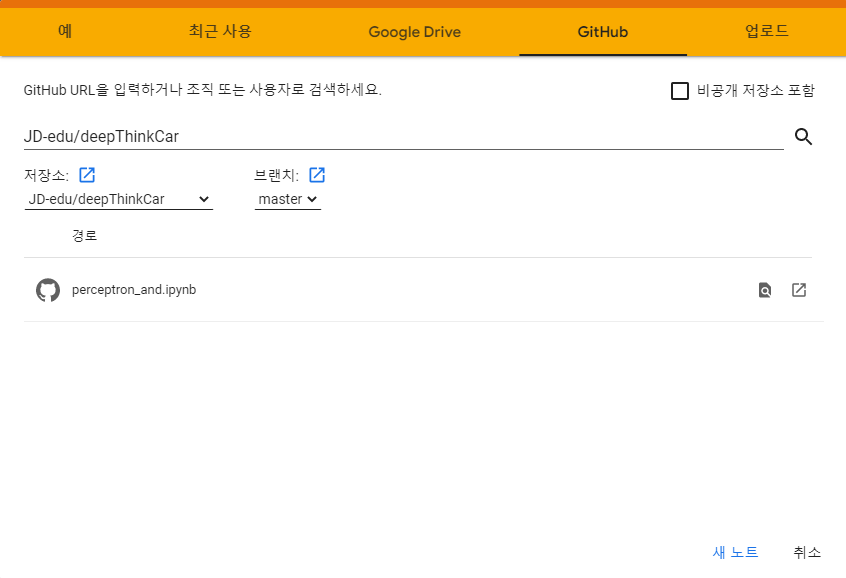 예 최근 사용 Google Drive GitHub 업로드
GitHub URL을 입력하거나 조직 또는 사용자로 검색하세요. 비공개 저장소 포함
JD-edu/deepThinkCar
저장소: 브랜치:
JD-edu/deepThinkCar master
경로
perceptron_and.ipynb
새 노트 취소